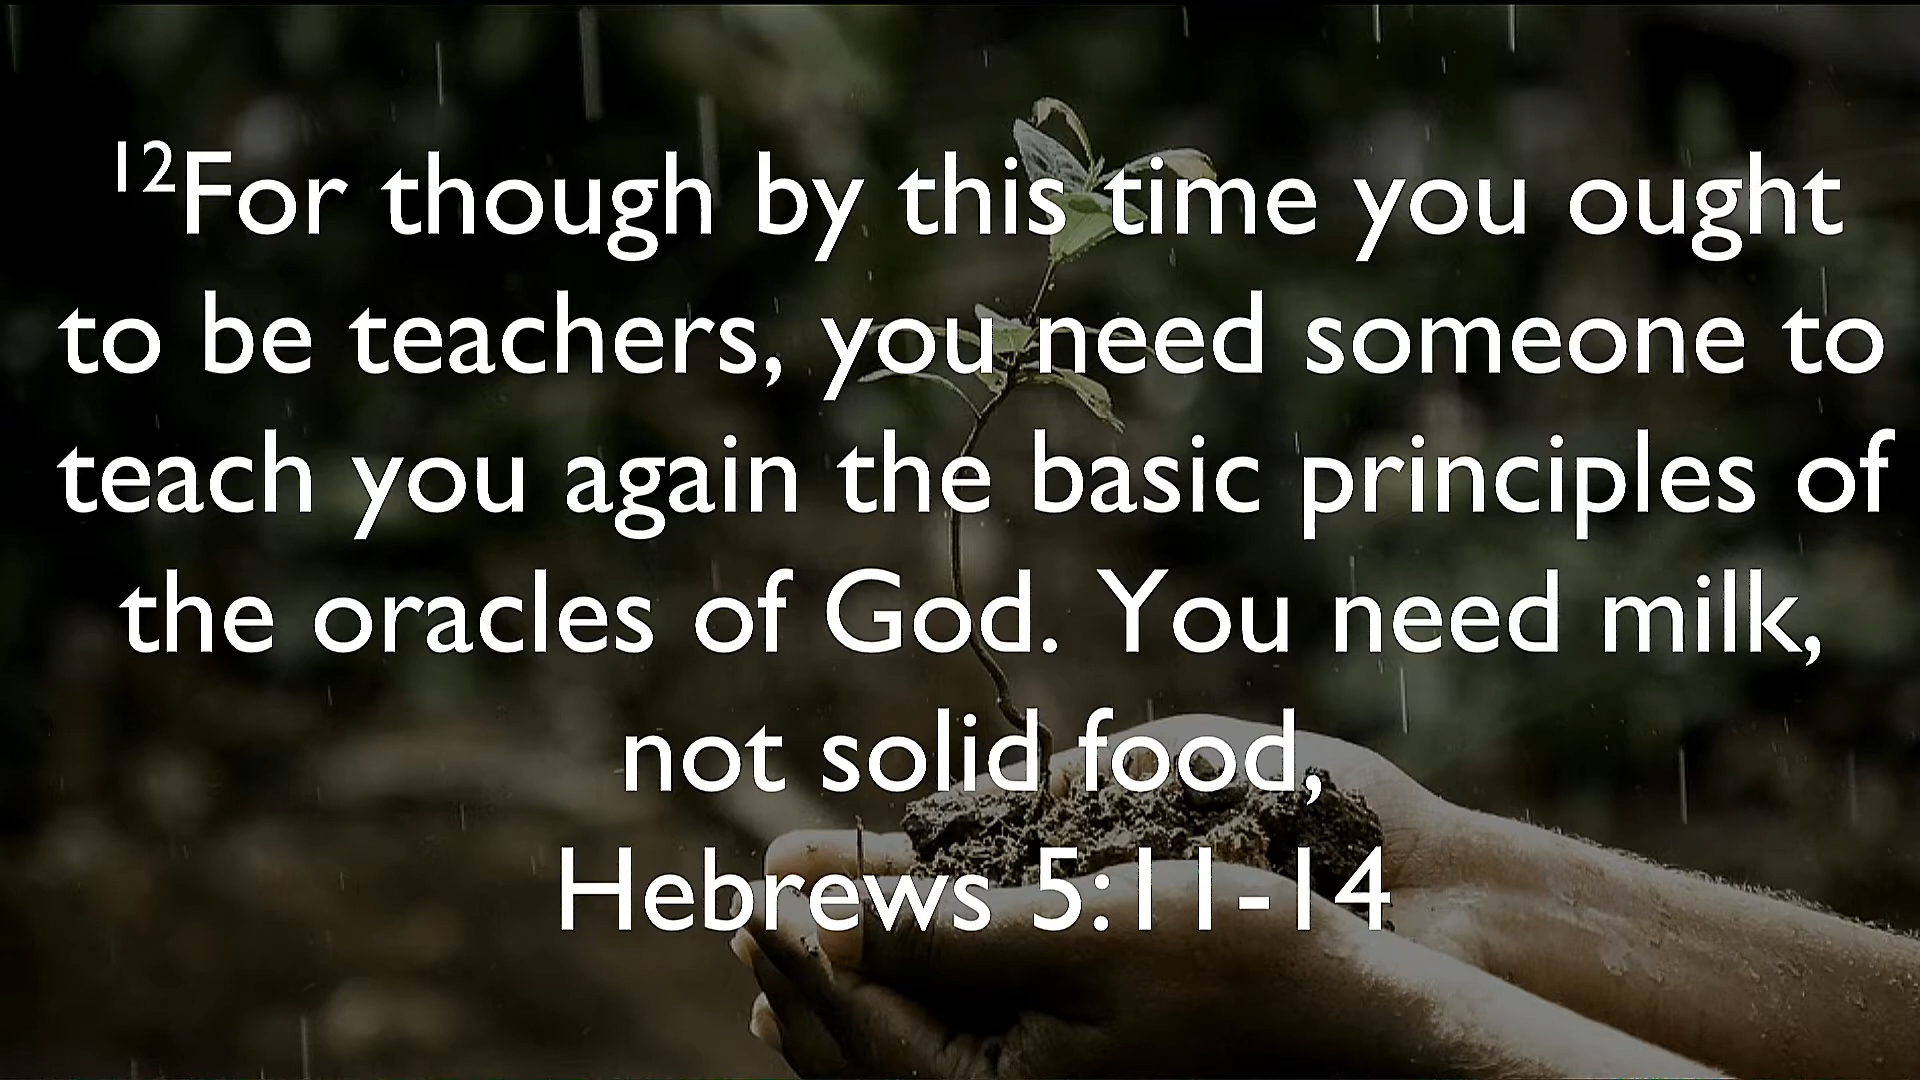 12For though by this time you ought
to be teachers, you need someone to
teach you again the basic principles of
the oracles of God. You need milk,
not solid food,
Hebrews 5:11-14